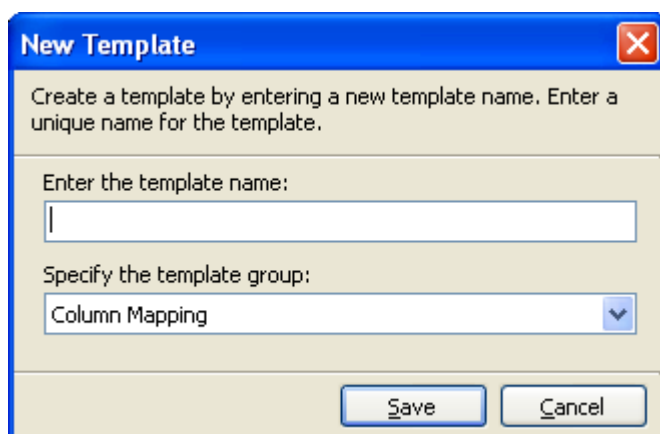 New Template
Create a template by entering a new template name. Enter a
unique name for the template.
Enter the template name:
Specify the template group:
Column Mapping
Save
Cancel